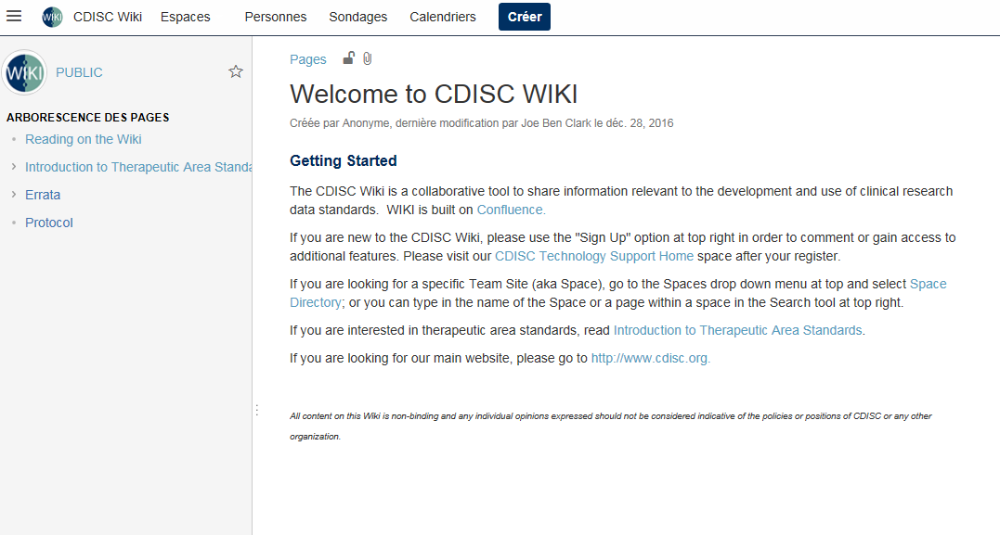 WIKI CDISC Wiki Espaces Personnes Sondages Calendriers Créer
WIKI PUBLIC
ARBORESCENCE DES PAGES
Reading on the Wiki
Introduction to Therapeutic Area Standa
Errata
Protocol
Pages
Welcome to CDISC WIKI
Créée par Anonyme, dernière modification par Joe Ben Clark le déc. 28, 2016
Getting Started
The CDISC Wiki is a collaborative tool to share information relevant to the development and use of clinical research
data standards. WIKI is built on Confluence.
If you are new to the CDISC Wiki, please use the "Sign Up" option at top right in order to comment or gain access to
additional features. Please visit our CDISC Technology Support Home space after your register.
If you are looking for a specific Team Site (aka Space), go to the Spaces drop down menu at top and select Space
Directory; or you can type in the name of the Space or a page within a space in the Search tool at top right.
If you are interested in therapeutic area standards, read Introduction to Therapeutic Area Standards.
If you are looking for our main website, please go to http://www.cdisc.org.
All content on this Wiki is non-binding and any individual opinions expressed should not be considered indicative of the policies or positions of CDISC or any other
organization.